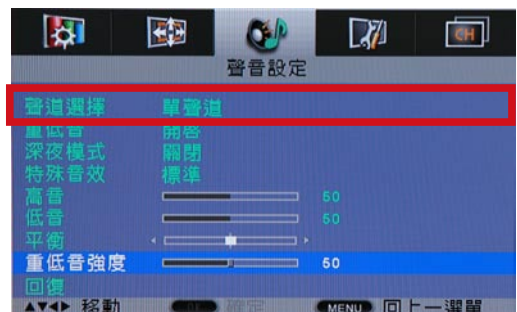 CH
聲音設定
聲道選擇 單聲道
重低音 開啓
深夜模式 關閉
特殊音效 標準
高音 50
低音 50
平衡
重低音強度 50
回復
移動 確定 MENU 回上一選單